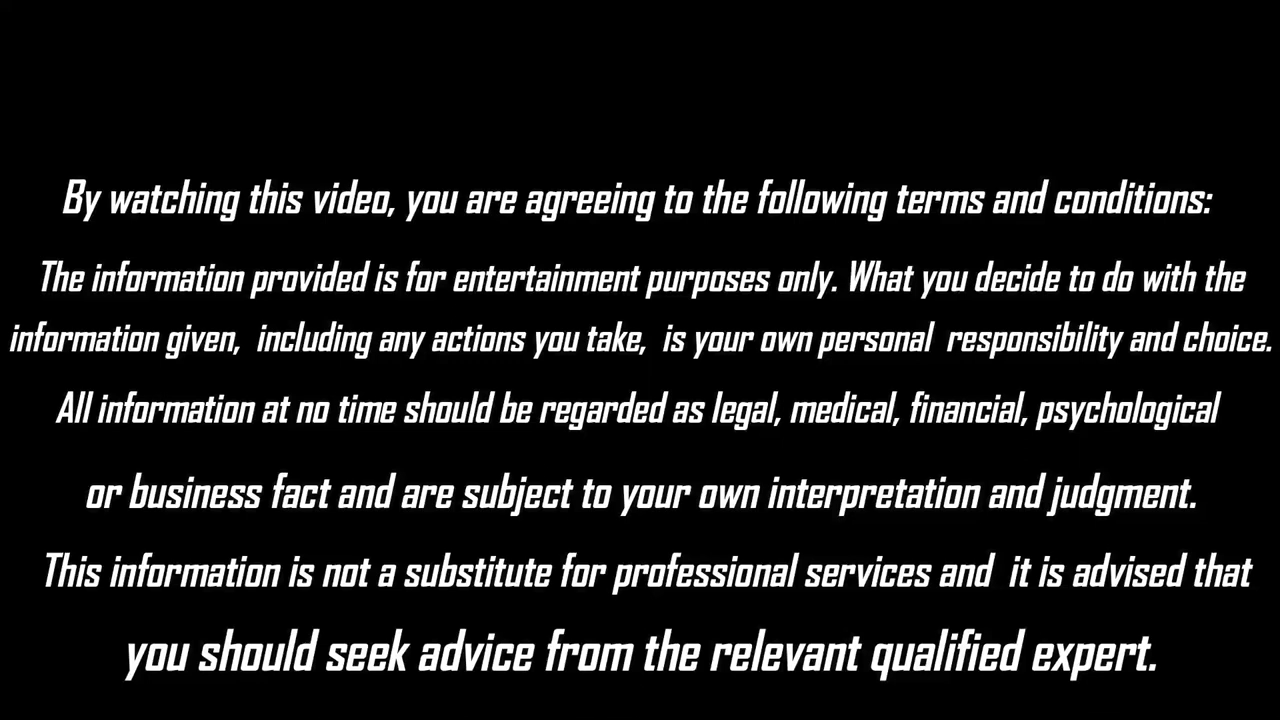 By watching this video, you are agreeing to the following terms and conditions:
The information provided is for entertainment purposes only. What you decide to do with the
information given, including any actions you take, is your own personal responsibility and choice.
All information at no time should be regarded as legal, medical, financial, psychological
or business fact and are subject to your own interpretation and judgment.
This information is not a substitute for professional services and it is advised that
you should seek advice from the relevant qualified expert.